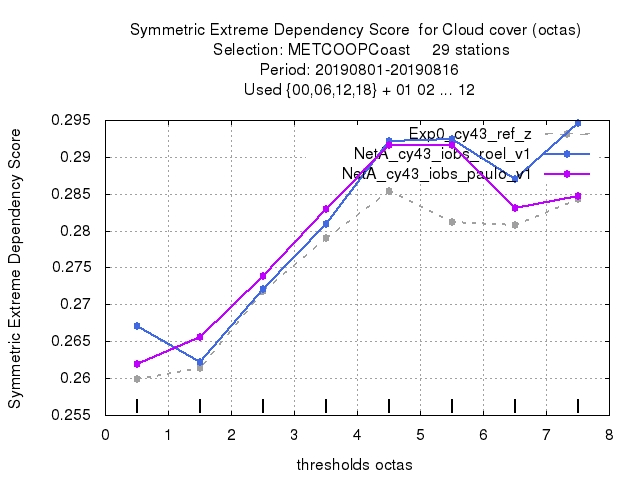 Symmetric Extreme Dependency Score  for Cloud cover (octas)
Selection: METCOOPCoast     29 stations
Period: 20190801-20190816
Used {00,06,12,18} + 01 02 ... 12
Symmetric Extreme Dependency Score
0.295
0.29
0.285
0.28
0.275
0.27
0.265
0.26
0.255
Exp0_cy43_ref_z
NetA_cy43_iobs_roel_v1
NetA_cy43_iobs_paulo_v1
0 1 2 3 4 5 6 7 8
thresholds octas